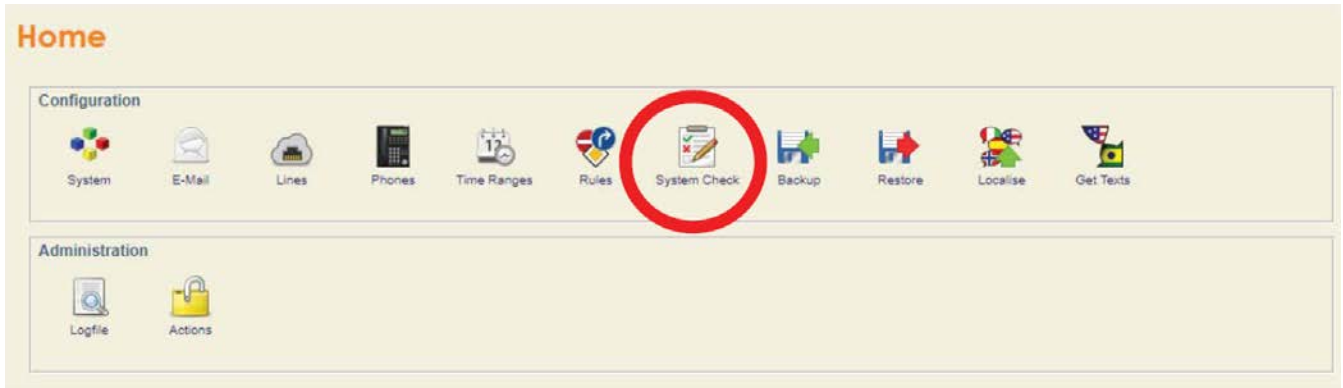 Home
Configuration
12
System E-Mail Lines Phones Time Ranges Rules System Check Backup Restore Localise Get Texts
Administration
Logfile Actions